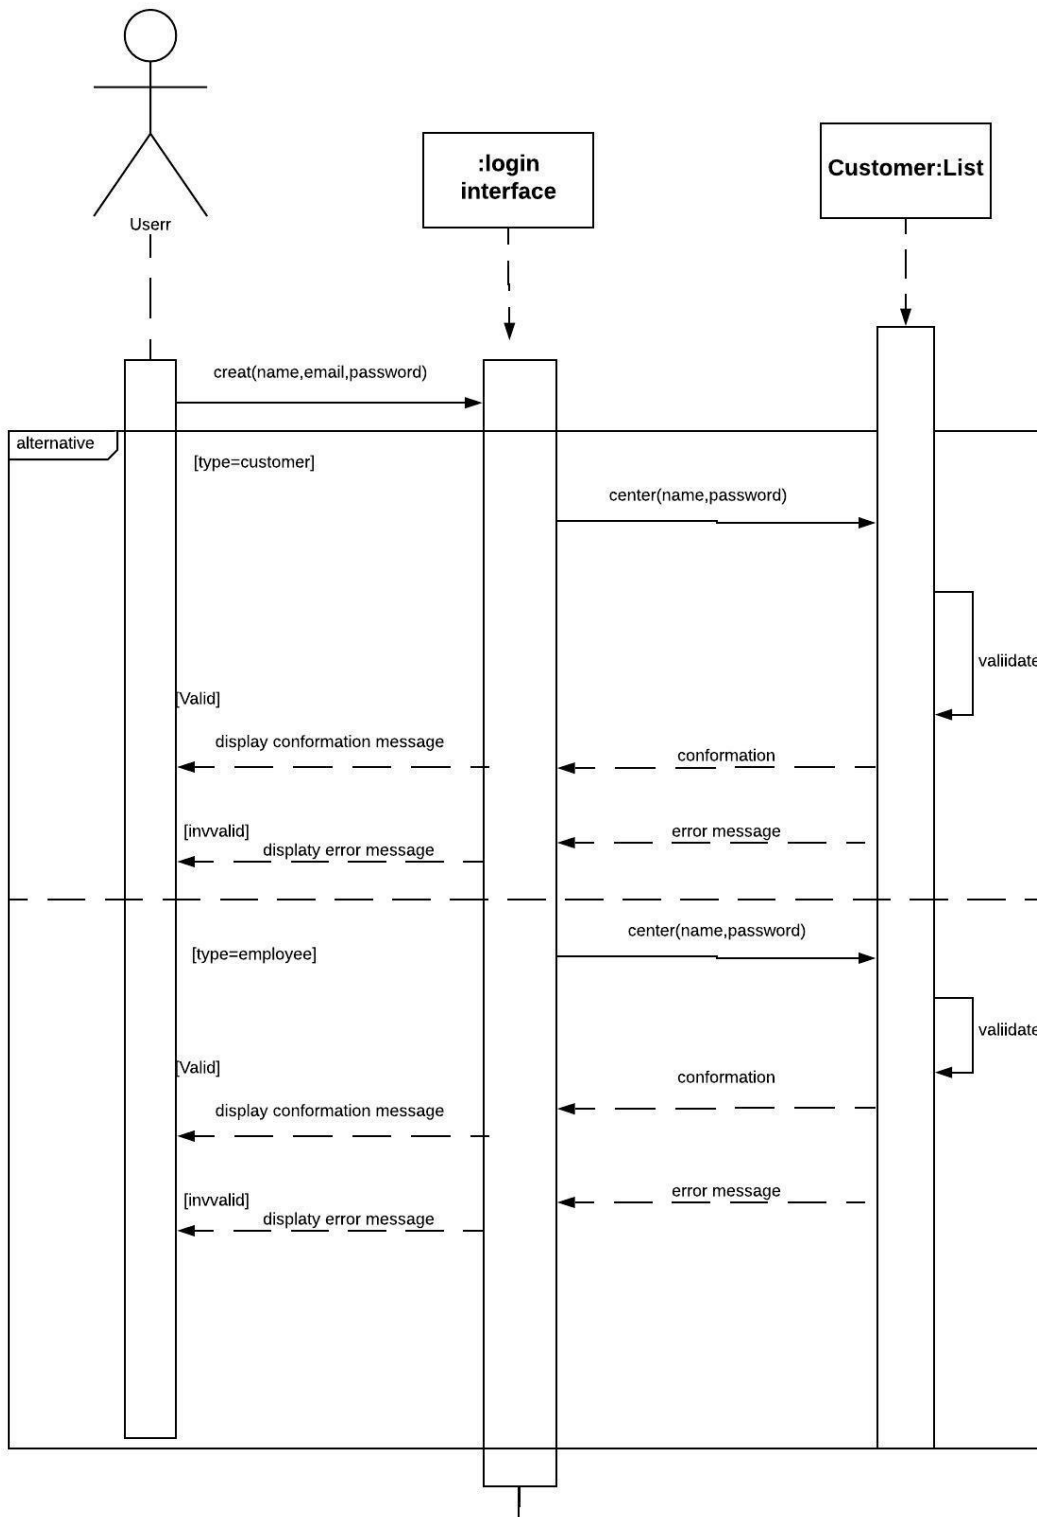 Userr
:login
interface
Customer:List
creat(name,email,password)
alternative
[type=customer]
center(name,password)
valiidate
[Valid]
display conformation message
conformation
[invvalid]
error message
displaty error message
center(name,password)
[type=employee]
valiidate
[Valid]
conformation
display conformation message
[invvalid]
error message
displaty error message